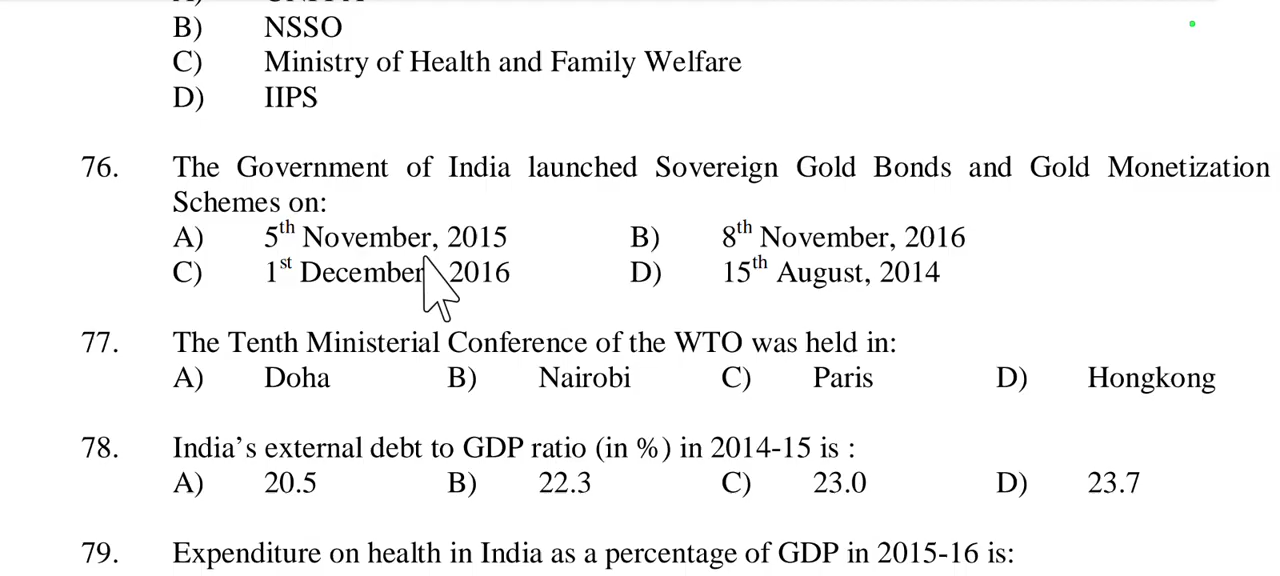 B) NSSO
C) Ministry of Health and Family Welfare
D) IIPS
76. The Government of India launched Sovereign Gold Bonds and Gold Monetization
Schemes on:
A) 5th November, 2015 B) 8th November, 2016
C) 1st December 2016 D) 15th August, 2014
77. The Tenth Ministerial Conference of the WTO was held in:
A) Doha B) Nairobi C) Paris D) Hongkong
78. India's external debt to GDP ratio (in %) in 2014-15 is :
A) 20.5 B) 22.3 C) 23.0 D) 23.7
79. Expenditure on health in India as a percentage of GDP in 2015-16 is: